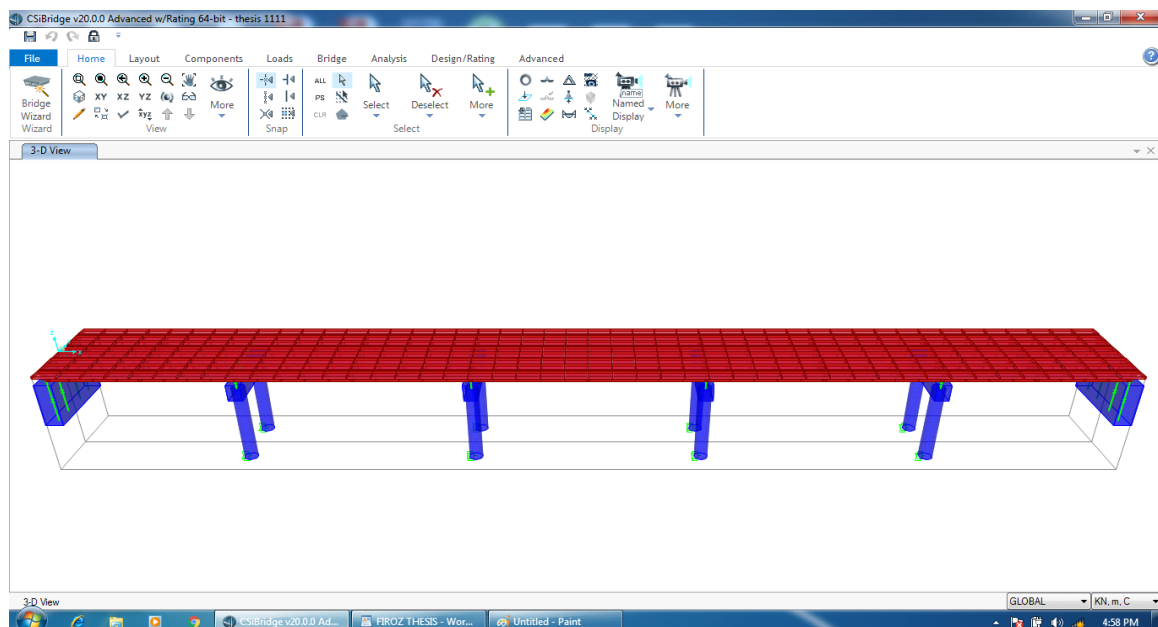 CSiBridge v20.0.0 Advanced w/Rating 64-bit - thesis 1111
File Home Layout Components Loads Bridge Analysis Design/Rating Advanced
Bridge Wizard
XY XZ YZ
More
ALL
PS
CLR
Select
Deselect
More
name
Named Display
More
Wizard View Snap Select Display
3-D View
z
x
3-D View GLOBAL KN, m, C
CSiBridge v20.0.0 Ad... FIROZ THESIS - Wor... Untitled - Paint 4:58 PM